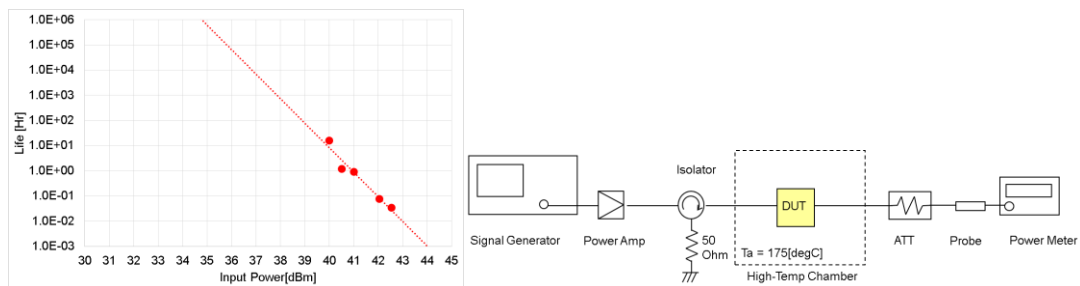 1.0E+06
1.0E+05
1.0E+04
1.0E+03
1.0E+02
1.0E+01
1.0E+00
1.0E-01
1.0E-02
1.0E-03
Life [Hr]
30 31 32 33 34 35 36 37 38 39 40 41 42 43 44 45
Input Power[dBm]
Isolator
DUT
Signal Generator
Power Amp
50
Ohm
Ta = 175[degC]
High-Temp Chamber
ATT
Probe
Power Meter